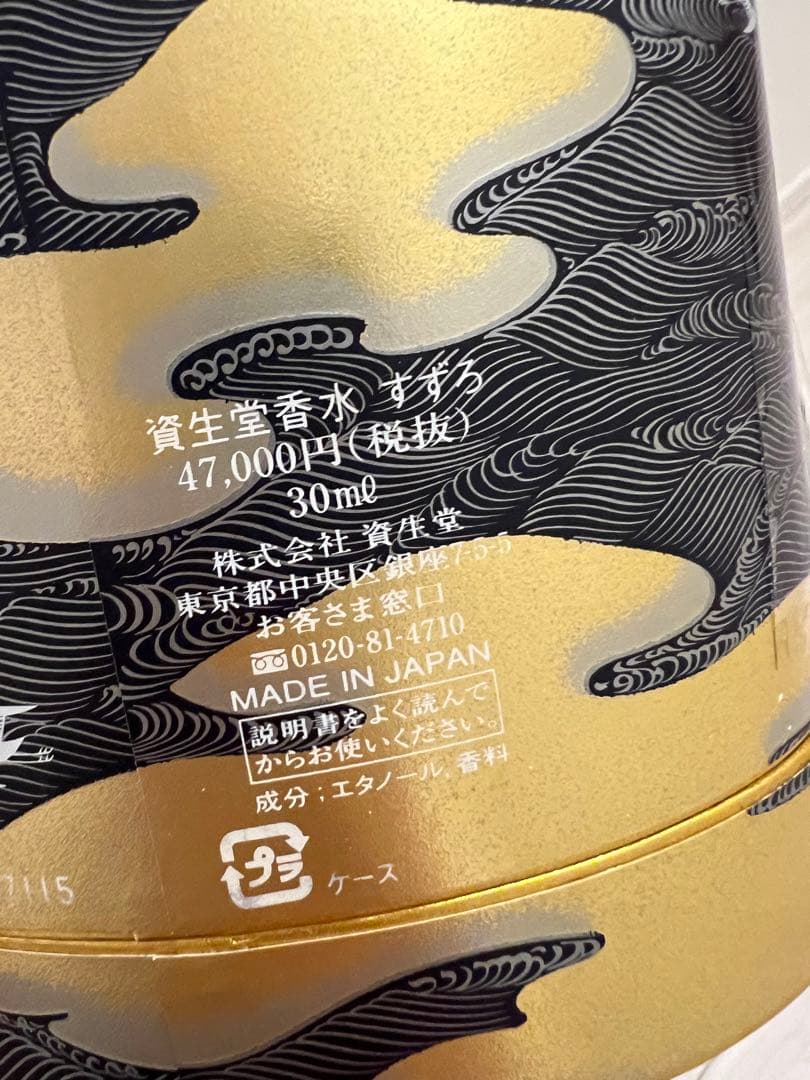 資生堂香水 すずろ
47,000円(税抜)
30mℓ
株式会社 資生堂
東京都中央区銀座7-5-5
お客さま窓口
0120-81-4710
MADE IN JAPAN
説明書をよく読んで
からお使いください。
成分;エタノール、香料
プラ
ケース
7115